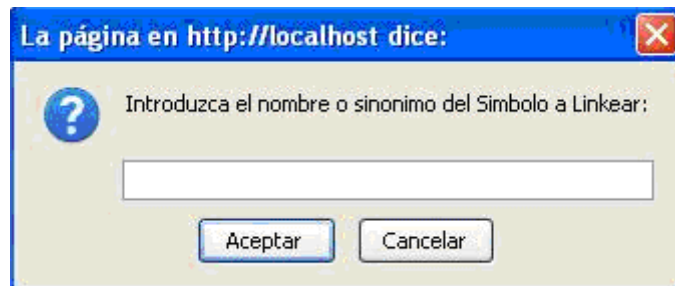 La página en http://localhost dice:
Introduzca el nombre o sinonimo del Simbolo a Linkear:
Aceptar
Cancelar